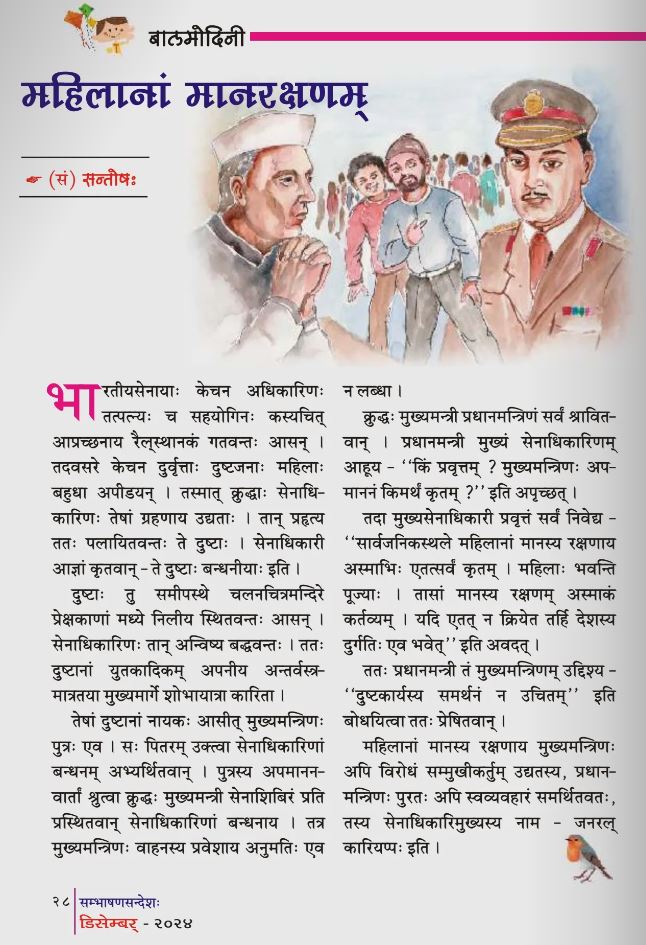 बालमोदिनी
महिलानां मानरक्षणम्
(सं) सन्तोषः
भारतीयसेनायाः केचन अधिकारिणः
तत्पत्न्यः च सहयोगिनः कस्यचित्
आप्रच्छनाय रैल्‌स्थानकं गतवन्तः आसन् ।
तदवसरे केचन दुर्वृत्ताः दुष्टजनाः महिलाः
बहुधा अपीडयन् । तस्मात् क्रुद्धाः सेनाधि-
कारिणः तेषां ग्रहणाय उद्यताः । तान् प्रहृत्य
ततः पलायितवन्तः ते दुष्टाः । सेनाधिकारी
आज्ञां कृतवान् - ते दुष्टाः बन्धनीयाः इति ।
दुष्टाः तु समीपस्थे चलनचित्रमन्दिरे
प्रेक्षकाणां मध्ये निलीय स्थितवन्तः आसन् ।
सेनाधिकारिणः तान् अन्विष्य बद्धवन्तः । ततः
दुष्टानां युतकादिकम् अपनीय अन्तर्वस्त्र-
मात्रतया मुख्यमार्गे शोभायात्रा कारिता ।
तेषां दुष्टानां नायकः आसीत् मुख्यमन्त्रिणः
पुत्रः एव । सः पितरम् उक्त्वा सेनाधिकारिणां
बन्धनम् अभ्यर्थितवान् । पुत्रस्य अपमानन-
वार्तां श्रुत्वा क्रुद्धः मुख्यमन्त्री सेनाशिबिरं प्रति
प्रस्थितवान् सेनाधिकारिणां बन्धनाय । तत्र
मुख्यमन्त्रिणः वाहनस्य प्रवेशाय अनुमतिः एव
न लब्धा ।
क्रुद्धः मुख्यमन्त्री प्रधानमन्त्रिणं सर्वं श्रावित-
वान् । प्रधानमन्त्री मुख्यं सेनाधिकारिणम्
आहूय - ‘‘किं प्रवृत्तम् ? मुख्यमन्त्रिणः अप-
माननं किमर्थं कृतम् ?’’ इति अपृच्छत् ।
तदा मुख्यसेनाधिकारी प्रवृत्तं सर्वं निवेद्य -
‘‘सार्वजनिकस्थले महिलानां मानस्य रक्षणाय
अस्माभिः एतत्सर्वं कृतम् । महिलाः भवन्ति
पूज्याः । तासां मानस्य रक्षणम् अस्माकं
कर्तव्यम् । यदि एतत् न क्रियेत तर्हि देशस्य
दुर्गतिः एव भवेत्’’ इति अवदत् ।
ततः प्रधानमन्त्री तं मुख्यमन्त्रिणम् उद्दिश्य -
‘‘दुष्टकार्यस्य समर्थनं न उचितम्’’ इति
बोधयित्वा ततः प्रेषितवान् ।
महिलानां मानस्य रक्षणाय मुख्यमन्त्रिणः
अपि विरोधं सम्मुखीकर्तुम् उद्यतस्य, प्रधान-
मन्त्रिणः पुरतः अपि स्वव्यवहारं समर्थितवतः,
तस्य सेनाधिकारिमुख्यस्य नाम - जनरल्
कारियप्पः इति ।
२८ सम्भाषणसन्देशः
डिसेम्बर् - २०२४